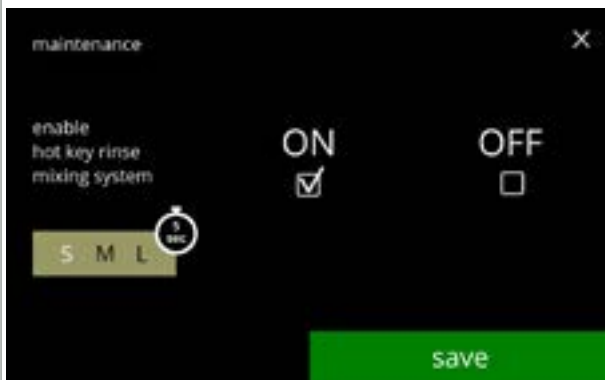 maintenance
enable
hot key rinse
mixing system
ON
OFF
5
sec
S M L
save